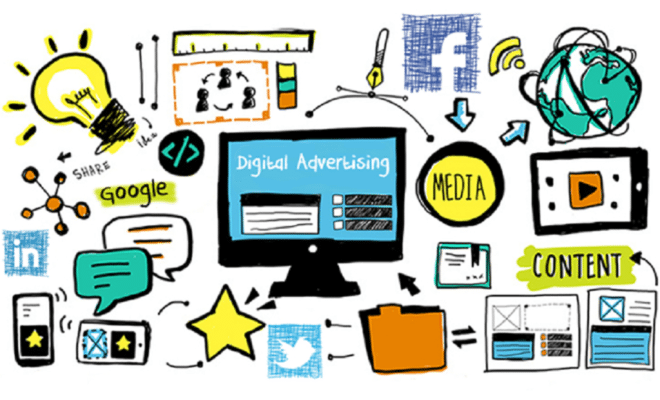 Idea
SHARE
Google
</>
Digital Advertising
f
MEDIA
in
CONTENT